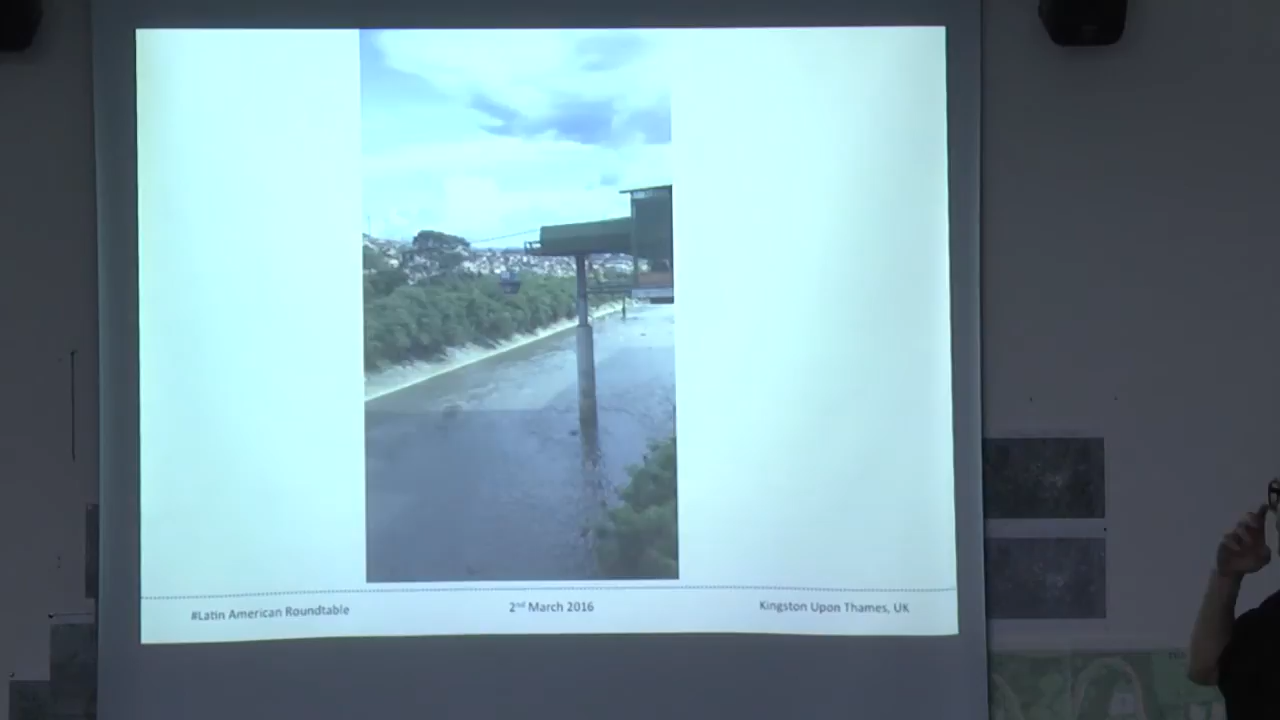 #Latin American Roundtable
2nd March 2016
Kingston Upon Thames, UK